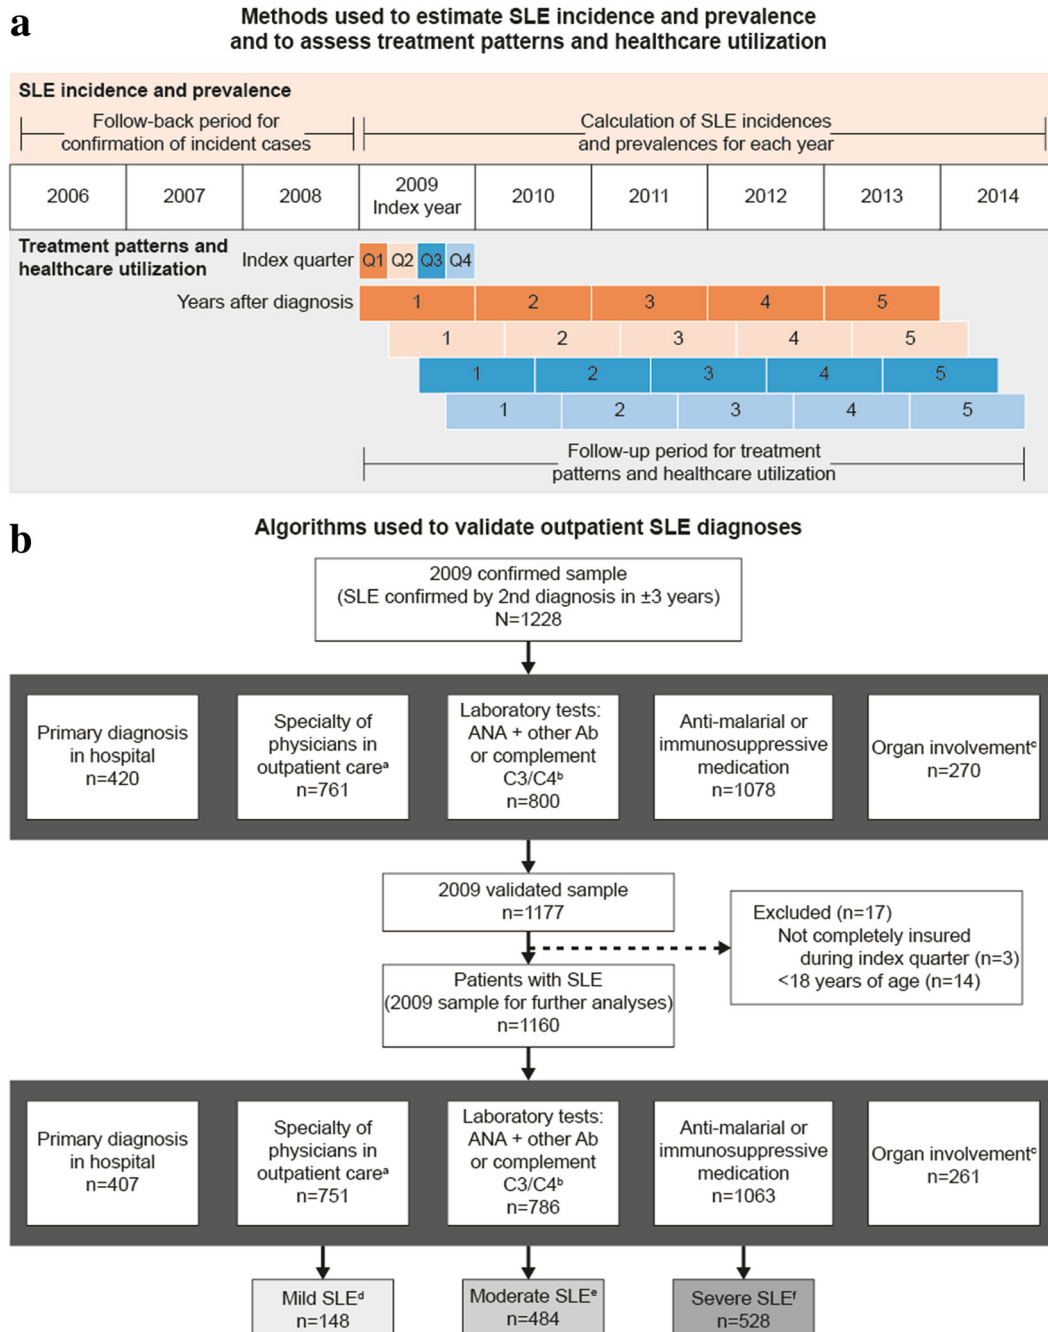 a
Methods used to estimate SLE incidence and prevalence
and to assess treatment patterns and healthcare utilization
SLE incidence and prevalence
Follow-back period for
confirmation of incident cases
Calculation of SLE incidences
and prevalences for each year
2006
2007
2008
2009
Index year
2010
2011
2012
2013
2014
Treatment patterns and
healthcare utilization
Index quarter
Q1 Q2 Q3 Q4
Years after diagnosis
1 2 3 4 5
1 2 3 4 5
1 2 3 4 5
1 2 3 4 5
Follow-up period for treatment
patterns and healthcare utilization
b
Algorithms used to validate outpatient SLE diagnoses
2009 confirmed sample
(SLE confirmed by 2nd diagnosis in ±3 years)
N=1228
Primary diagnosis
in hospital
n=420
Specialty of
physicians in
outpatient careᵃ
n=761
Laboratory tests:
ANA + other Ab
or complement
C3/C4ᵇ
n=800
Anti-malarial or
immunosuppressive
medication
n=1078
Organ involvementᶜ
n=270
2009 validated sample
n=1177
Excluded (n=17)
Not completely insured
during index quarter (n=3)
<18 years of age (n=14)
Patients with SLE
(2009 sample for further analyses)
n=1160
Primary diagnosis
in hospital
n=407
Specialty of
physicians in
outpatient careᵃ
n=751
Laboratory tests:
ANA + other Ab
or complement
C3/C4ᵇ
n=786
Anti-malarial or
immunosuppressive
medication
n=1063
Organ involvementᶜ
n=261
Mild SLEᵈ
n=148
Moderate SLEᵉ
n=484
Severe SLEᶠ
n=528